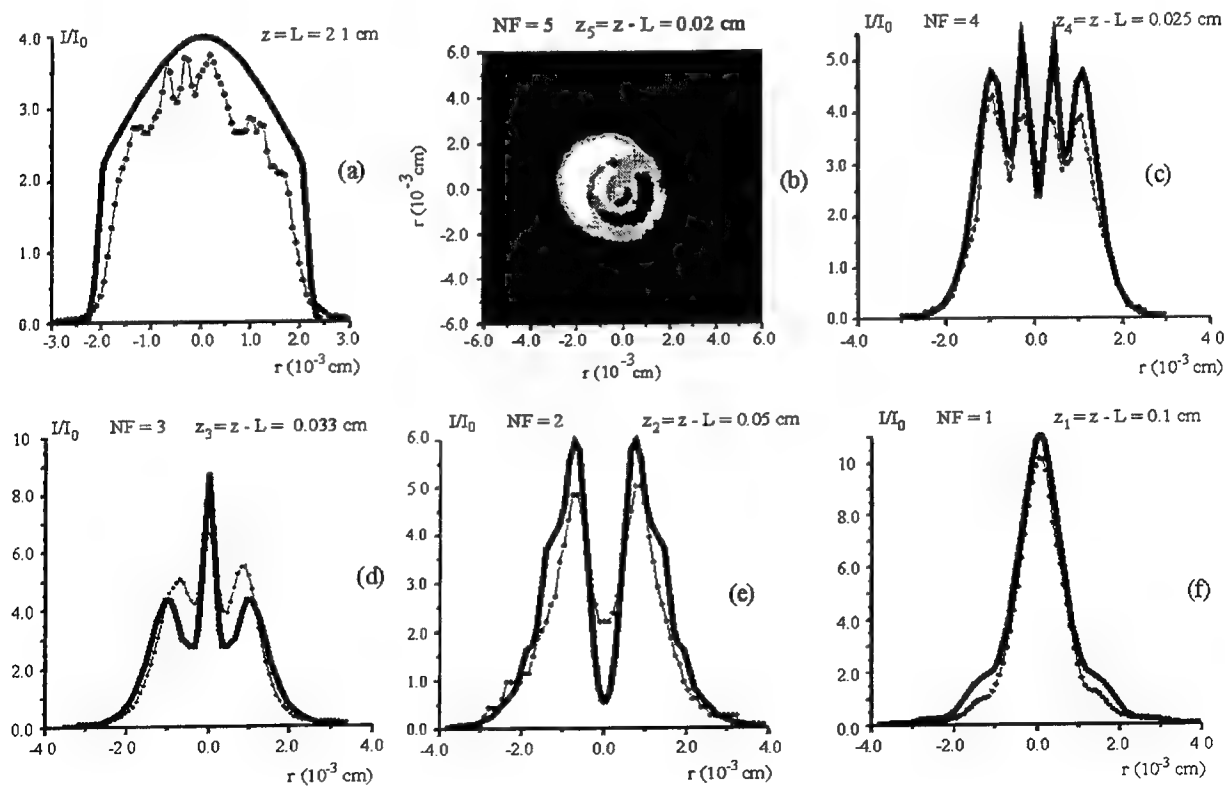 I/I0 z=L=2 1 cm
4.0
3.0
2.0
1.0
0.0
(a)
-3.0 -2.0 -1.0 0.0 1.0 2.0 3.0
r (10-3 cm)
NF = 5 z5= z - L = 0.02 cm
6.0
4.0
2.0
0.0
-2.0
-4.0
-6.0
r (10-3 cm)
(b)
-6.0 -4.0 -2.0 0.0 2.0 4.0 6.0
r (10-3 cm)
I/I0 NF = 4 z4= z - L = 0.025 cm
5.0
4.0
3.0
2.0
1.0
0.0
(c)
-4.0 -2.0 0.0 2.0 4.0
r (10-3 cm)
I/I0 NF = 3 z3= z - L = 0.033 cm
10
8.0
6.0
4.0
2.0
0.0
(d)
-4.0 -2.0 0.0 2.0 4.0
r (10-3 cm)
I/I0 NF = 2 z2= z - L = 0.05 cm
6.0
5.0
4.0
3.0
2.0
1.0
0.0
(e)
-4.0 -2.0 0.0 2.0 4.0
r (10-3 cm)
I/I0 NF = 1 z1= z - L = 0.1 cm
10
8.0
6.0
4.0
2.0
0.0
(f)
-4.0 -2.0 0.0 2.0 4.0
r (10-3 cm)